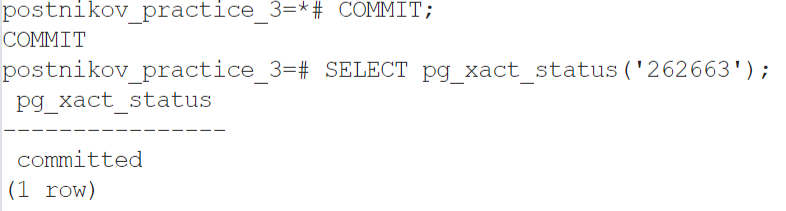 postnikov_practice_3=*# COMMIT;
COMMIT
postnikov_practice_3=# SELECT pg_xact_status('262663');
 pg_xact_status
----------------
 committed
(1 row)